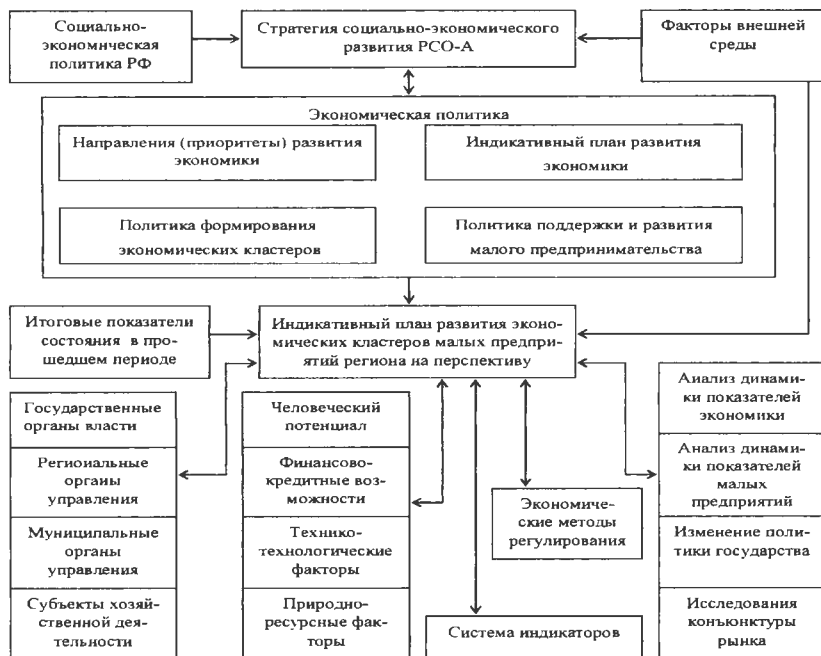 Социально-
экономическая
политика РФ
Стратегия социально-экономического
развития РСО-А
Факторы внешней
среды
Экономическая политика
Направления (приоритеты) развития
экономики
Индикативный план развития
экономики
Политика формирования
экономических кластеров
Политика поддержки и развития
малого предпринимательства
Итоговые показатели
состояния в про-
шедшем периоде
Индикативный план развития эконо-
мических кластеров малых предпри-
ятий региона на перспективу
Государственные
органы власти
Региональные
органы
управления
Муниципальные
органы
управления
Субъекты хозяй-
ственной дея-
тельности
Человеческий
потенциал
Финансово-
кредитные воз-
можности
Технико-
технологические
факторы
Природно-
ресурсные фак-
торы
Экономиче-
ские методы
регулирования
Система индикаторов
Анализ динами-
ки показателей
экономики
Анализ динами-
ки показателей
малых
предприятий
Изменение поли-
тики государства
Исследования
конъюнктуры
рынка